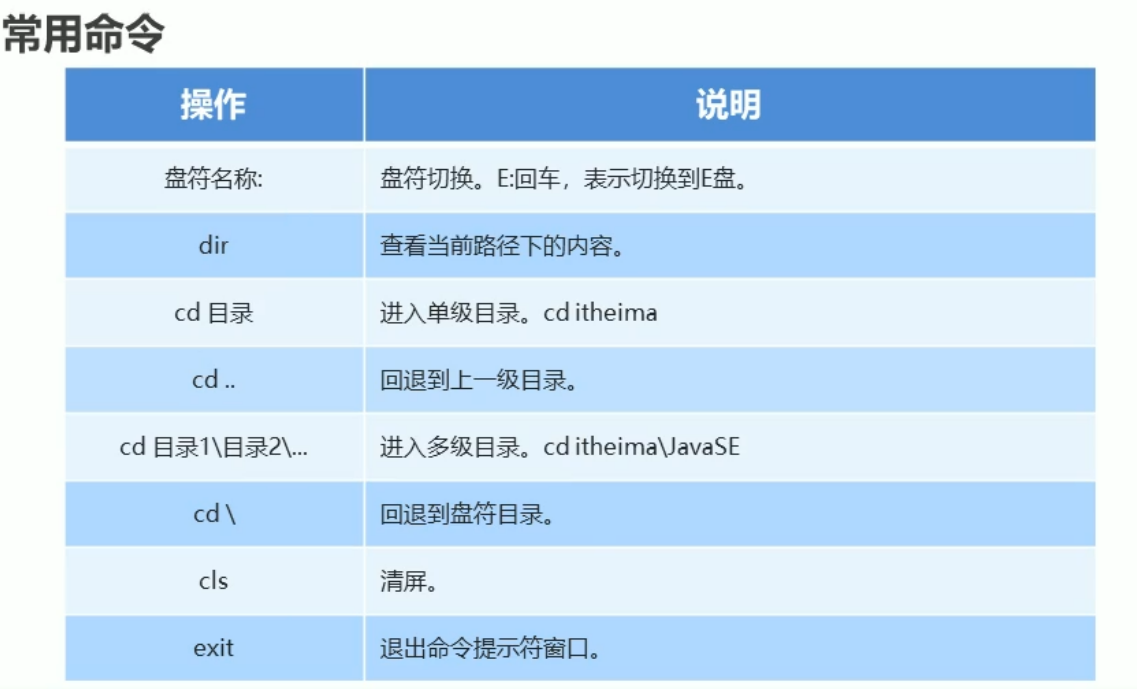 常用命令
操作 说明
盘符名称: 盘符切换。E:回车，表示切换到E盘。
dir 查看当前路径下的内容。
cd 目录 进入单级目录。cd itheima
cd .. 回退到上一级目录。
cd 目录1\目录2\... 进入多级目录。cd itheima\JavaSE
cd \ 回退到盘符目录。
cls 清屏。
exit 退出命令提示符窗口。